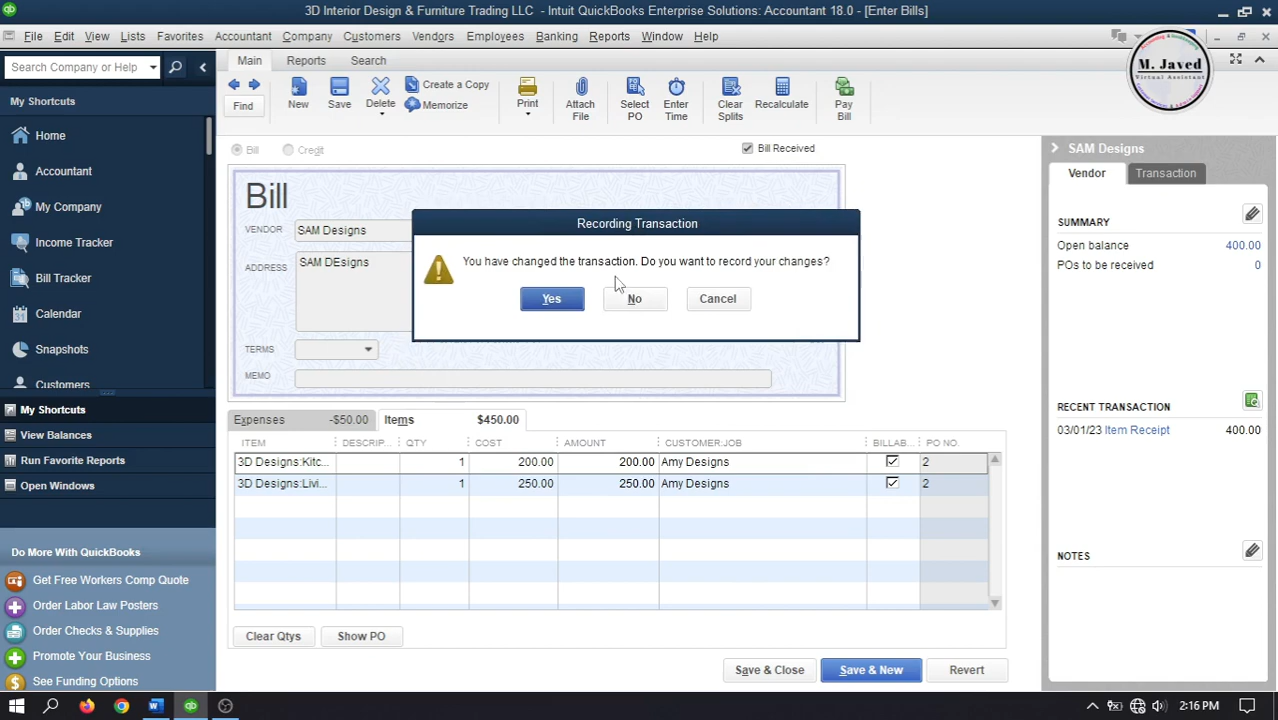 3D Interior Design & Furniture Trading LLC - Intuit QuickBooks Enterprise Solutions: Accountant 18.0 - [Enter Bills]
File Edit View Lists Favorites Accountant Company Customers Vendors Employees Banking Reports Window Help
Search Company or Help
My Shortcuts
Home
Accountant
My Company
Income Tracker
Bill Tracker
Calendar
Snapshots
Customers
My Shortcuts
View Balances
Run Favorite Reports
Open Windows
Do More With QuickBooks
Get Free Workers Comp Quote
Order Labor Law Posters
Order Checks & Supplies
Promote Your Business
See Funding Options
Main Reports Search
Find
New
Save
Delete
Create a Copy
Memorize
Print
Attach
File
Select
PO
Enter
Time
Clear
Splits
Recalculate
Pay
Bill
M. Javed
Virtual Assistant
Bill Credit Bill Received
Bill
VENDOR SAM Designs
ADDRESS SAM DEsigns
TERMS
MEMO
Recording Transaction
You have changed the transaction. Do you want to record your changes?
Yes No Cancel
Expenses -$50.00 Items $450.00
ITEM DESCRIP... QTY COST AMOUNT CUSTOMER:JOB BILLAB... PO NO.
3D Designs:Kitc... 1 200.00 200.00 Amy Designs 2
3D Designs:Livi... 1 250.00 250.00 Amy Designs 2
Clear Qtys Show PO
Save & Close Save & New Revert
SAM Designs
Vendor Transaction
SUMMARY
Open balance 400.00
POs to be received 0
RECENT TRANSACTION
03/01/23 Item Receipt 400.00
NOTES
2:16 PM